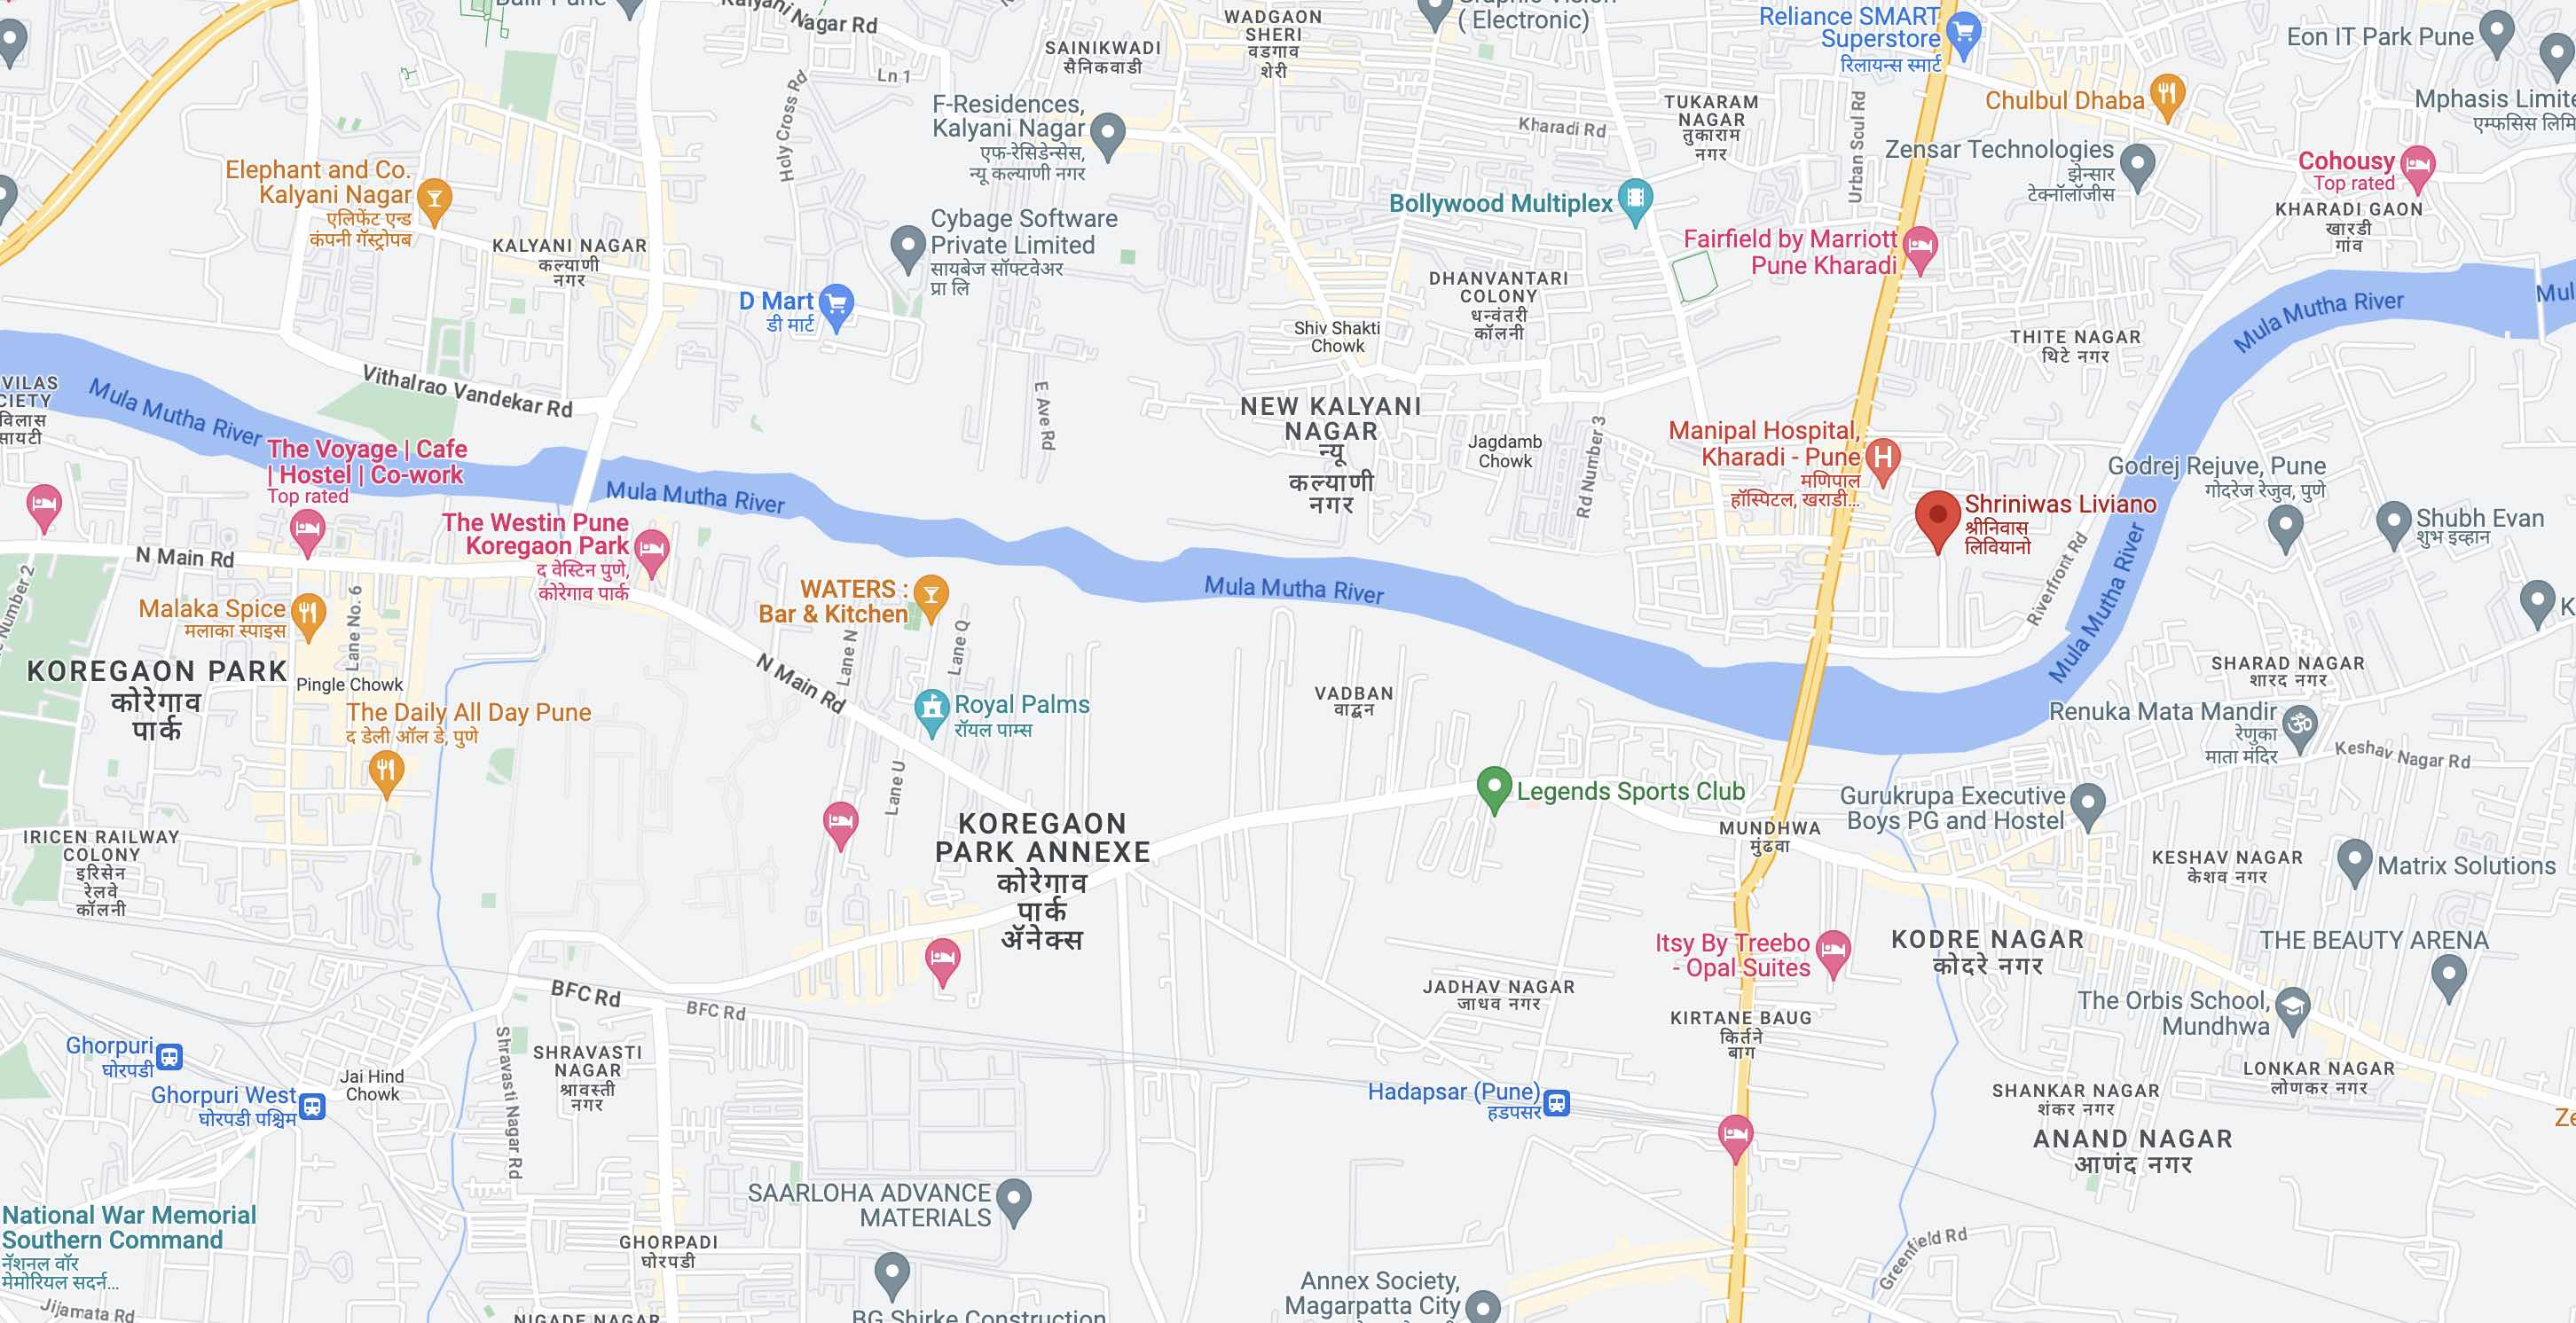 Kalyani Nagar Rd
( Electronic)
WADGAON
SHERI
वडगाव
शेरी
SAINIKWADI
सैनिकवाडी
Reliance SMART
Superstore
रिलायन्स स्मार्ट
Eon IT Park Pune
Ln 1
Holy Cross Rd
F-Residences,
Kalyani Nagar
एफ-रेसिडेन्सेस,
न्यू कल्याणी नगर
Kharadi Rd
TUKARAM
NAGAR
तुकाराम
नगर
Urban Scul Rd
Chulbul Dhaba
Mphasis Limite
एम्फसिस लिमि
Zensar Technologies
झेन्सार
टेक्नॉलॉजीस
Cohousy
Top rated
KHARADI GAON
खारडी
गांव
Elephant and Co.
Kalyani Nagar
एलिफेंट एन्ड
कंपनी गॅस्ट्रोपब
KALYANI NAGAR
कल्याणी
नगर
Cybage Software
Private Limited
सायबेज सॉफ्टवेअर
प्रा लि
Bollywood Multiplex
Fairfield by Marriott
Pune Kharadi
D Mart
डी मार्ट
DHANVANTARI
COLONY
धन्वंतरी
कॉलनी
Shiv Shakti
Chowk
THITE NAGAR
थिटे नगर
Mula Mutha River
Mul
Vithalrao Vandekar Rd
VILAS
CIETY
विलास
सायटी
Mula Mutha River
E Ave Rd
NEW KALYANI
NAGAR
न्यू
कल्याणी
नगर
Jagdamb
Chowk
Rd Number 3
Manipal Hospital,
Kharadi - Pune
मणिपाल
हॉस्पिटल, खराडी...
The Voyage | Cafe
| Hostel | Co-work
Top rated
Mula Mutha River
Godrej Rejuve, Pune
गोदरेज रेजुव, पुणे
Shriniwas Liviano
श्रीनिवास
लिवियानो
Shubh Evan
शुभ इव्हान
The Westin Pune
Koregaon Park
द वेस्टिन पुणे,
कोरेगाव पार्क
N Main Rd
Number 2
Lane No. 6
Malaka Spice
मलाका स्पाइस
WATERS :
Bar & Kitchen
Mula Mutha River
Riverfront Rd
Mula Mutha River
K
KOREGAON PARK
कोरेगाव
पार्क
Pingle Chowk
N Main Rd
Lane N
Lane Q
VADBAN
वाद्बन
SHARAD NAGAR
शारद नगर
The Daily All Day Pune
द डेली ऑल डे, पुणे
Royal Palms
रॉयल पाम्स
Renuka Mata Mandir
रेणुका
माता मंदिर
Keshav Nagar Rd
Lane U
Legends Sports Club
Gurukrupa Executive
Boys PG and Hostel
MUNDHWA
मुंढवा
IRICEN RAILWAY
COLONY
इरिसेन
रेलवे
कॉलनी
KOREGAON
PARK ANNEXE
कोरेगाव
पार्क
ॲनेक्स
KESHAV NAGAR
केशव नगर
Matrix Solutions
Itsy By Treebo
- Opal Suites
KODRE NAGAR
कोदरे नगर
THE BEAUTY ARENA
BFC Rd
BFC Rd
JADHAV NAGAR
जाधव नगर
KIRTANE BAUG
किर्तने
बाग
The Orbis School,
Mundhwa
Ghorpuri
घोरपडी
Ghorpuri West
घोरपडी पश्चिम
Jai Hind
Chowk
Shravasti Nagar Rd
SHRAVASTI
NAGAR
श्रावस्ती
नगर
Hadapsar (Pune)
हडपसर
SHANKAR NAGAR
शंकर नगर
LONKAR NAGAR
लोणकर नगर
Ze
ANAND NAGAR
आणंद नगर
SAARLOHA ADVANCE
MATERIALS
National War Memorial
Southern Command
नॅशनल वॉर
मेमोरियल सदर्न...
GHORPADI
घोरपडी
Greenfield Rd
Annex Society,
Magarpatta City
Jijamata Rd
NIGADE NAGAR
BG Shirke Construction